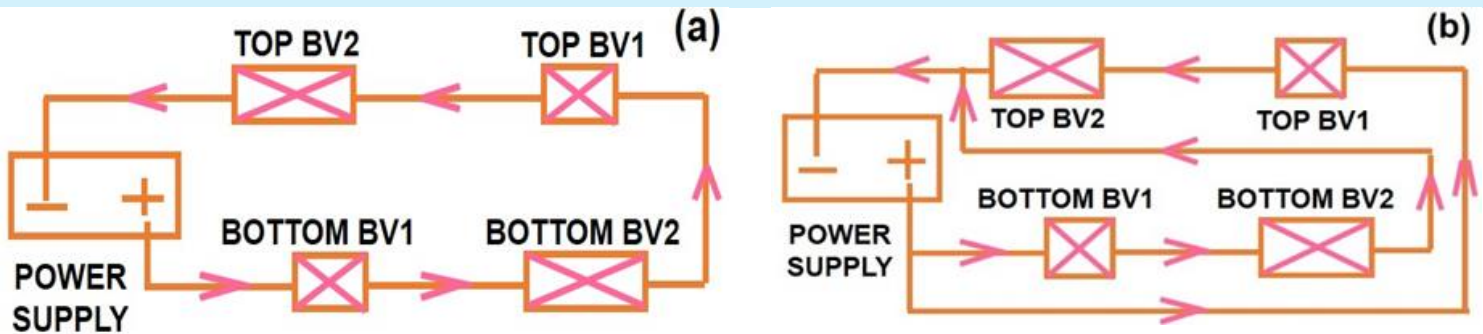 (a)
TOP BV2
TOP BV1
− +
BOTTOM BV1
BOTTOM BV2
POWER
SUPPLY
(b)
TOP BV2
TOP BV1
− +
BOTTOM BV1
BOTTOM BV2
POWER
SUPPLY